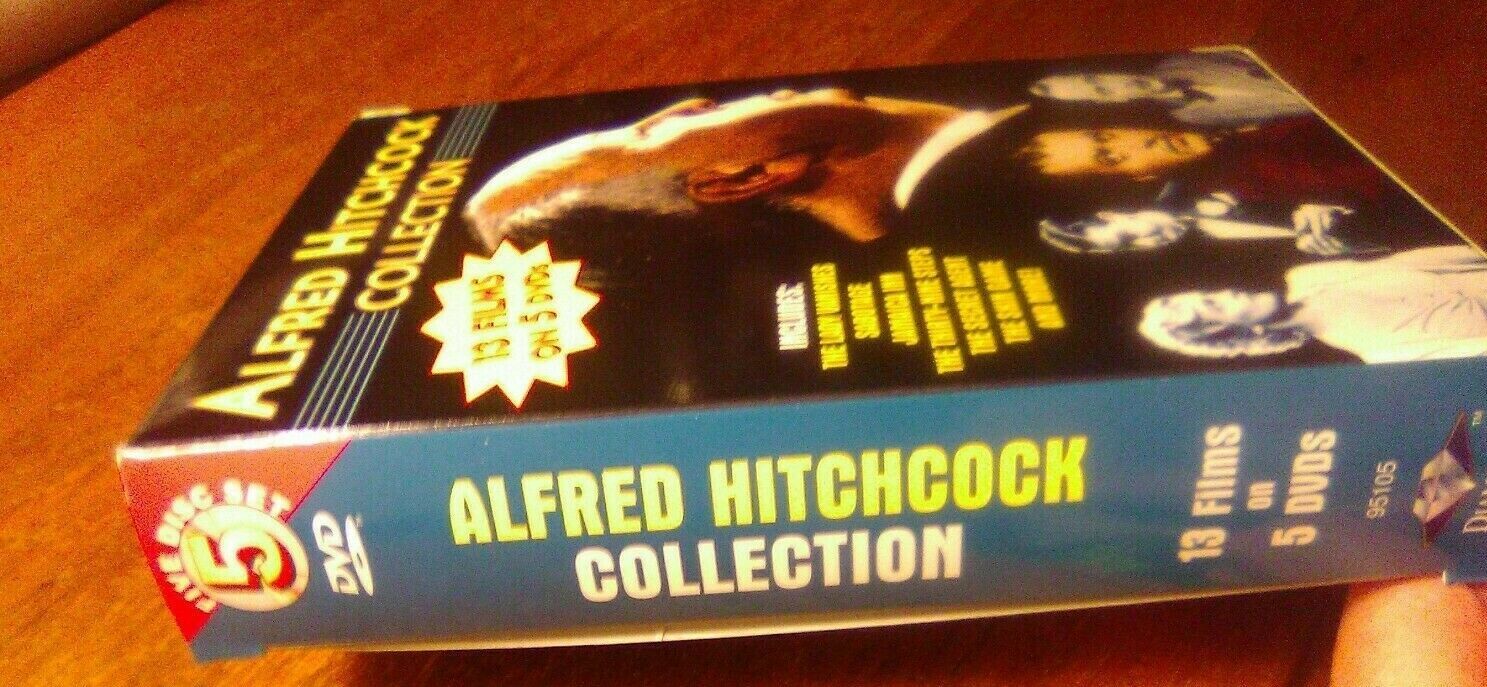 ALFRED HITCHCOCK
COLLECTION
13 FILMS
ON 5 DVDs
INCLUDES:
THE LADY VANISHES
SABOTAGE
JAMAICA INN
THE THIRTY-NINE STEPS
THE SECRET AGENT
THE SKIN GAME
AND MORE!
FIVE DISC SET
5
DVD
ALFRED HITCHCOCK
COLLECTION
13 FILMS
on
5 DVDs
95105
TM